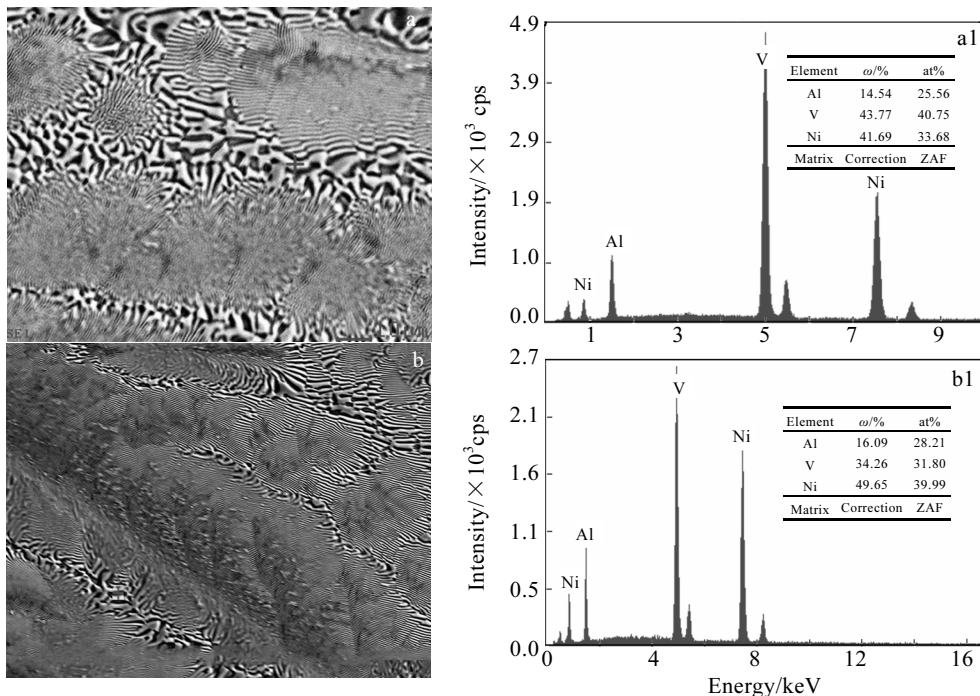 a
SE1
b
a1
4.9
3.9
2.9
1.9
1.0
0.0
Intensity/×10³ cps
V
Al
Ni
Ni
Element ω/% at%
Al 14.54 25.56
V 43.77 40.75
Ni 41.69 33.68
Matrix Correction ZAF
1 3 5 7 9
b1
2.7
2.1
1.6
1.1
0.5
0.0
Intensity/×10³cps
V
Ni
Al
Ni
Element ω/% at%
Al 16.09 28.21
V 34.26 31.80
Ni 49.65 39.99
Matrix Correction ZAF
0 4 8 12 16
Energy/keV